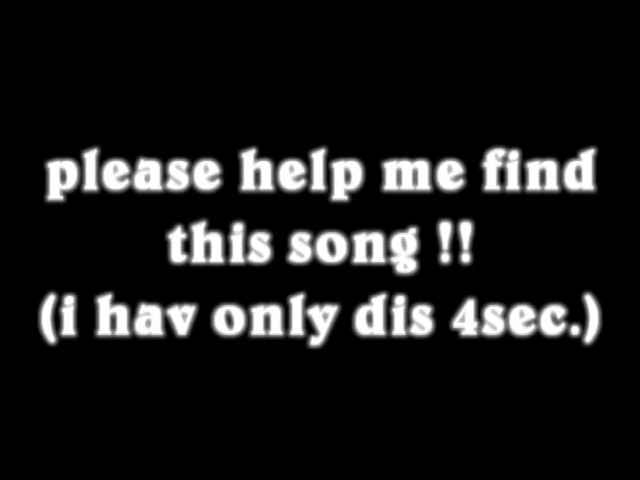 please help me find
this song !!
(i hav only dis 4sec.)